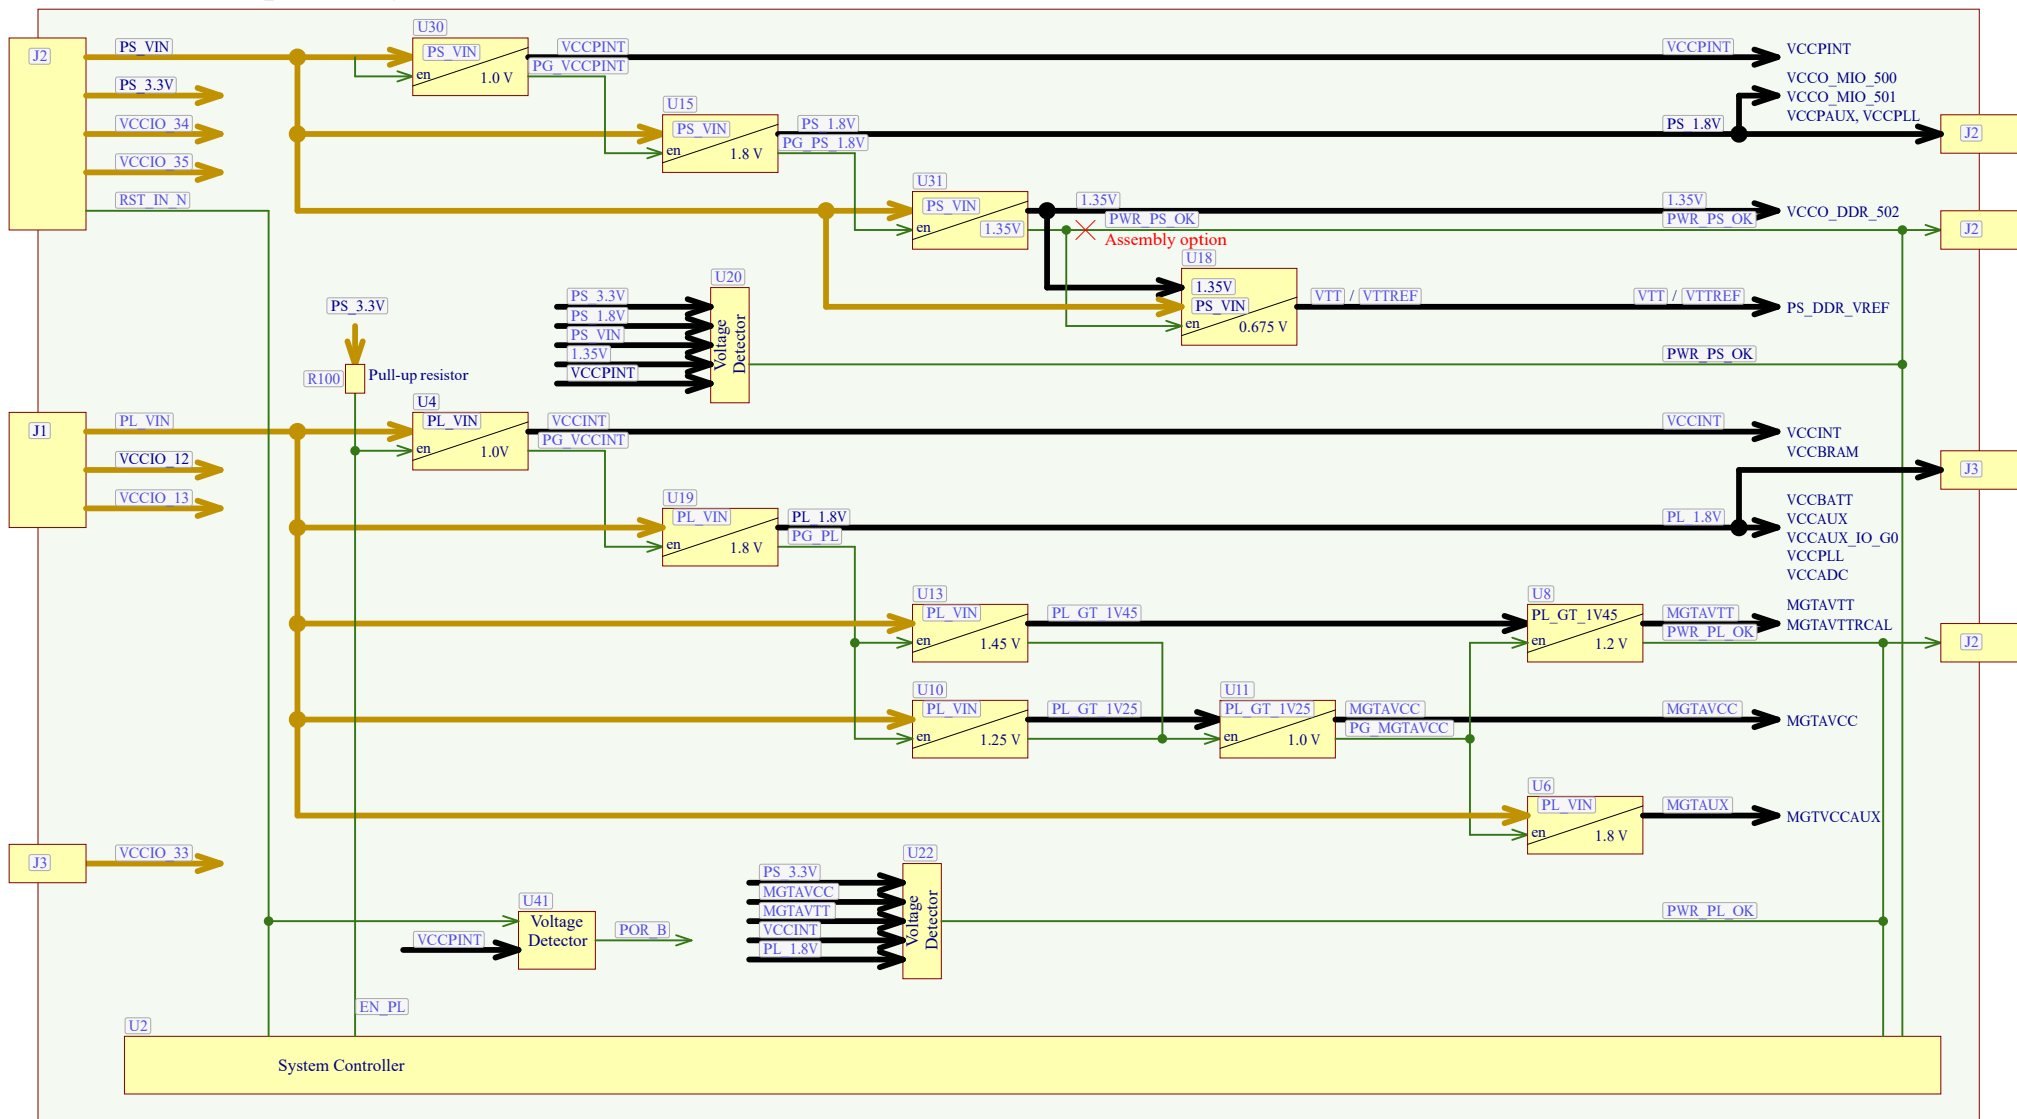 U30
J2
PS_VIN
PS_VIN
VCCPINT
VCCPINT
VCCPINT
en
1.0 V
PG_VCCPINT
PS_3.3V
VCCO_MIO_500
VCCO_MIO_501
VCCPAUX, VCCPLL
U15
VCCIO_34
PS_VIN
PS_1.8V
PS_1.8V
J2
en
1.8 V
PG_PS_1.8V
VCCIO_35
U31
RST_IN_N
PS_VIN
1.35V
1.35V
VCCO_DDR_502
en
1.35V
PWR_PS_OK
PWR_PS_OK
J2
Assembly option
U18
U20
1.35V
PS_VIN
en
0.675 V
VTT / VTTREF
VTT / VTTREF
PS_DDR_VREF
PS_3.3V
PS_1.8V
PS_VIN
1.35V
VCCPINT
Voltage
Detector
PWR_PS_OK
PS_3.3V
R100
Pull-up resistor
U4
J1
PL_VIN
PL_VIN
VCCINT
VCCINT
VCCINT
VCCBRAM
en
1.0V
PG_VCCINT
VCCIO_12
J3
VCCIO_13
U19
PL_VIN
PL_1.8V
PL_1.8V
VCCBATT
VCCAUX
VCCAUX_IO_G0
VCCPLL
VCCADC
en
1.8 V
PG_PL
U13
PL_VIN
PL_GT_1V45
en
1.45 V
U8
PL_GT_1V45
MGTAVTT
MGTAVTT
MGTAVTTRCAL
en
1.2 V
PWR_PL_OK
J2
U10
PL_VIN
PL_GT_1V25
en
1.25 V
U11
PL_GT_1V25
MGTAVCC
MGTAVCC
MGTAVCC
en
1.0 V
PG_MGTAVCC
U6
PL_VIN
MGTAUX
MGTVCCAUX
en
1.8 V
J3
VCCIO_33
U22
PS_3.3V
MGTAVCC
MGTAVTT
VCCINT
PL_1.8V
Voltage
Detector
PWR_PL_OK
U41
Voltage
Detector
VCCPINT
POR_B
EN_PL
U2
System Controller